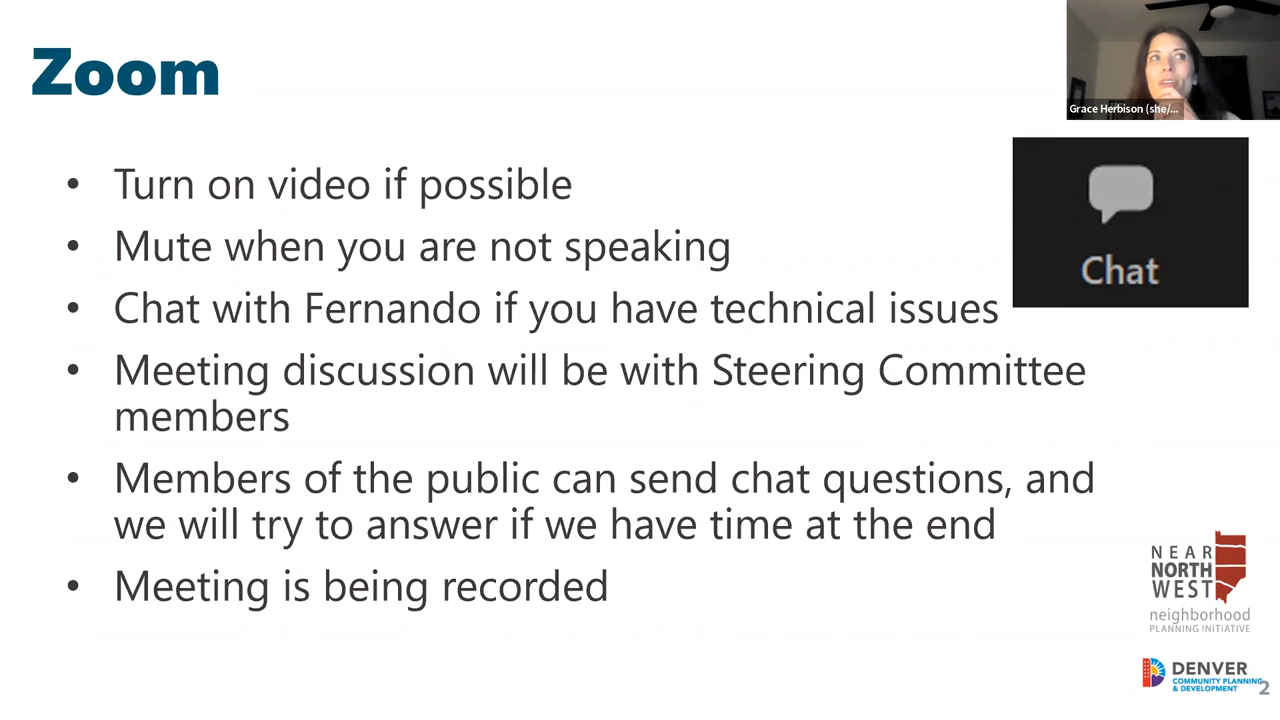 Zoom
Grace Herbison (she/...
• Turn on video if possible
• Mute when you are not speaking
• Chat with Fernando if you have technical issues
Chat
• Meeting discussion will be with Steering Committee
members
• Members of the public can send chat questions, and
we will try to answer if we have time at the end
• Meeting is being recorded
NEAR
NORTH
WEST
neighborhood
PLANNING INITIATIVE
DENVER
COMMUNITY PLANNING
& DEVELOPMENT
2